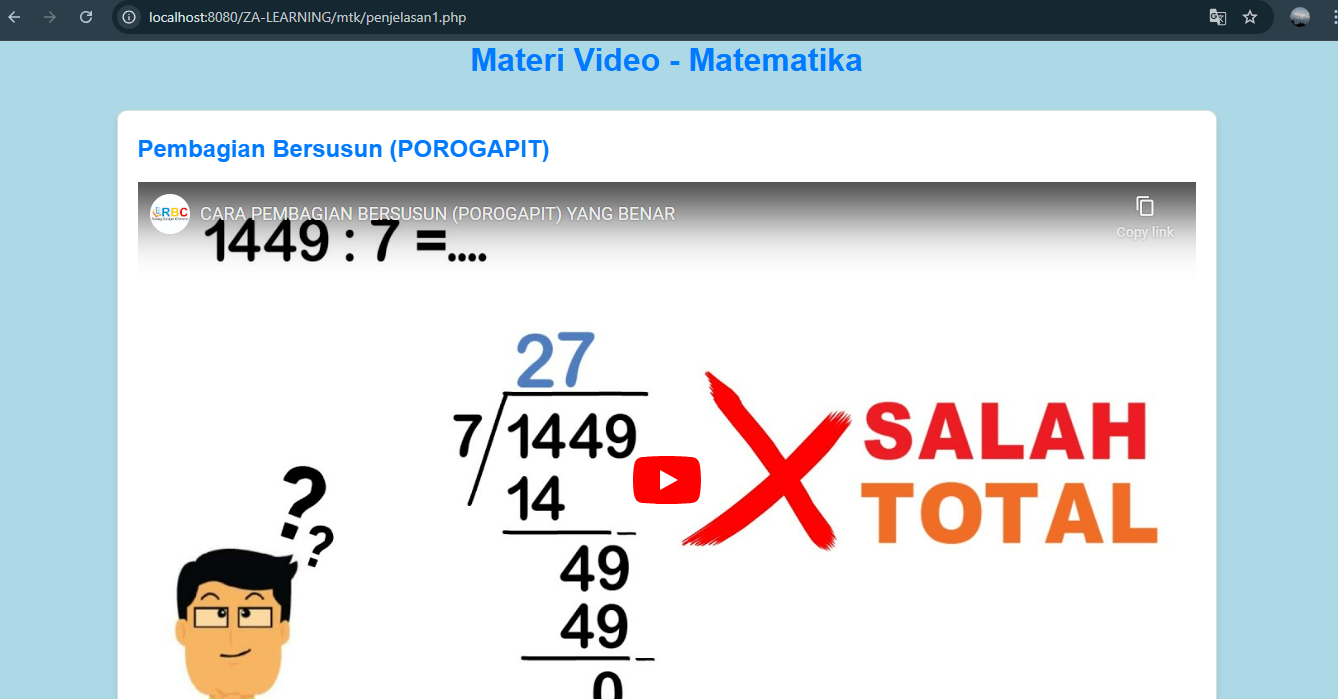 localhost:8080/ZA-LEARNING/mtk/penjelasan1.php
Materi Video - Matematika
Pembagian Bersusun (POROGAPIT)
RBC
CARA PEMBAGIAN BERSUSUN (POROGAPIT) YANG BENAR
Copy link
1449 : 7 =....
27
7 1449
14
49
49
0
SALAH
TOTAL
? ?